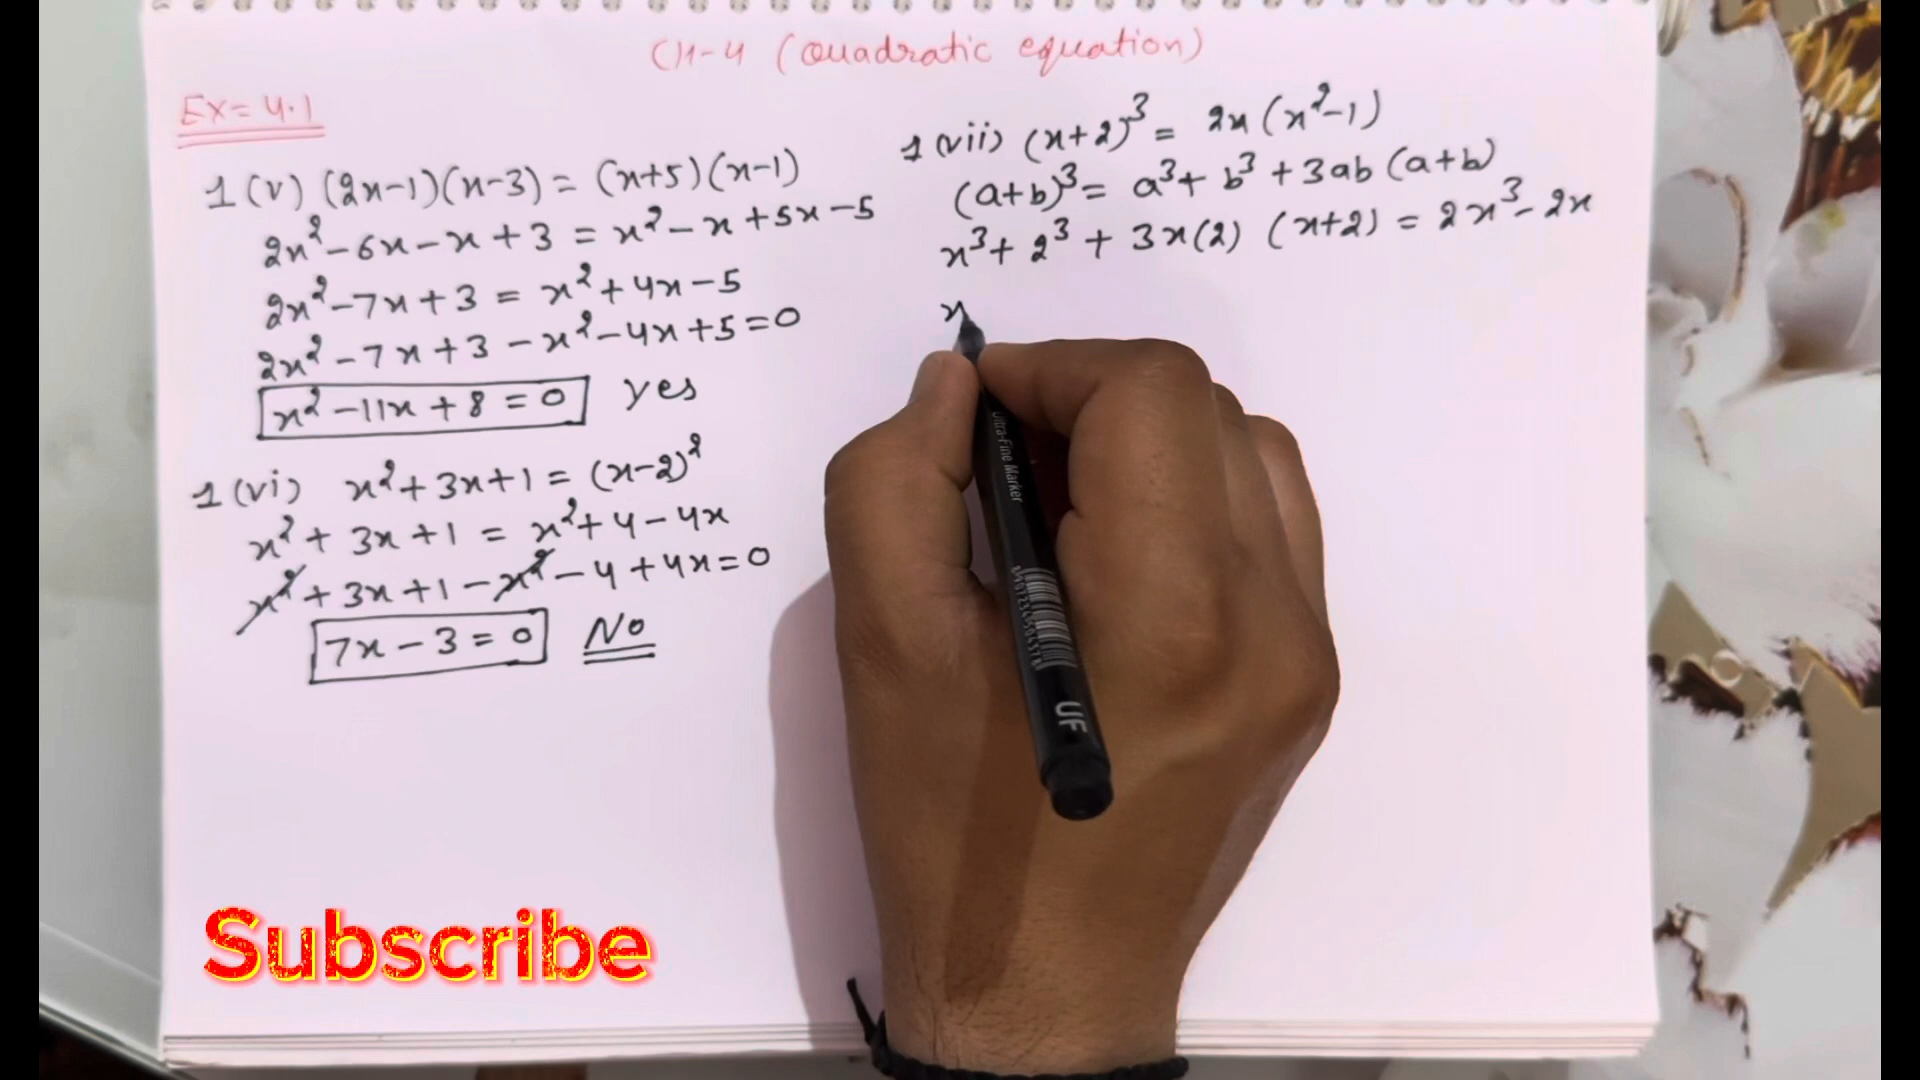 CH-4 (Quadratic equation)
EX=4.1
1(v) (2x-1)(x-3) = (x+5)(x-1)
2x² - 6x - x + 3 = x² - x + 5x - 5
2x² - 7x + 3 = x² + 4x - 5
2x² - 7x + 3 - x² - 4x + 5 = 0
x² - 11x + 8 = 0 yes
1(vi) x² + 3x + 1 = (x-2)²
x² + 3x + 1 = x² + 4 - 4x
x² + 3x + 1 - x² - 4 + 4x = 0
7x - 3 = 0 No
1(vii) (x+2)³ = 2x(x²-1)
(a+b)³ = a³ + b³ + 3ab(a+b)
x³ + 2³ + 3x(2) (x+2) = 2x³ - 2x
x
Ultra-Fine Marker
UF
Subscribe